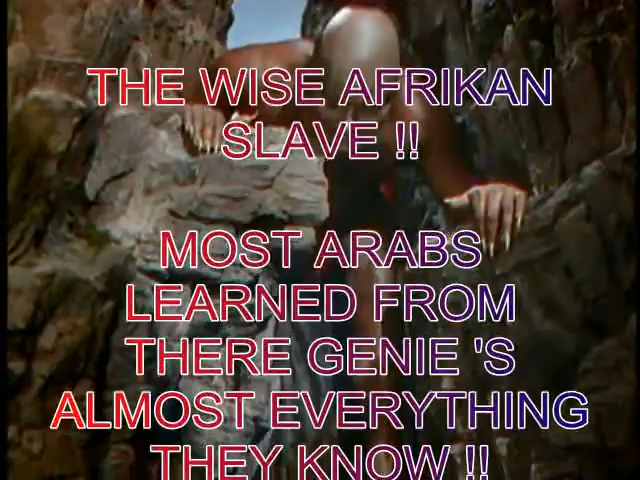 THE WISE AFRIKAN
SLAVE !!
MOST ARABS
LEARNED FROM
THERE GENIE 'S
ALMOST EVERYTHING
THEY KNOW !!